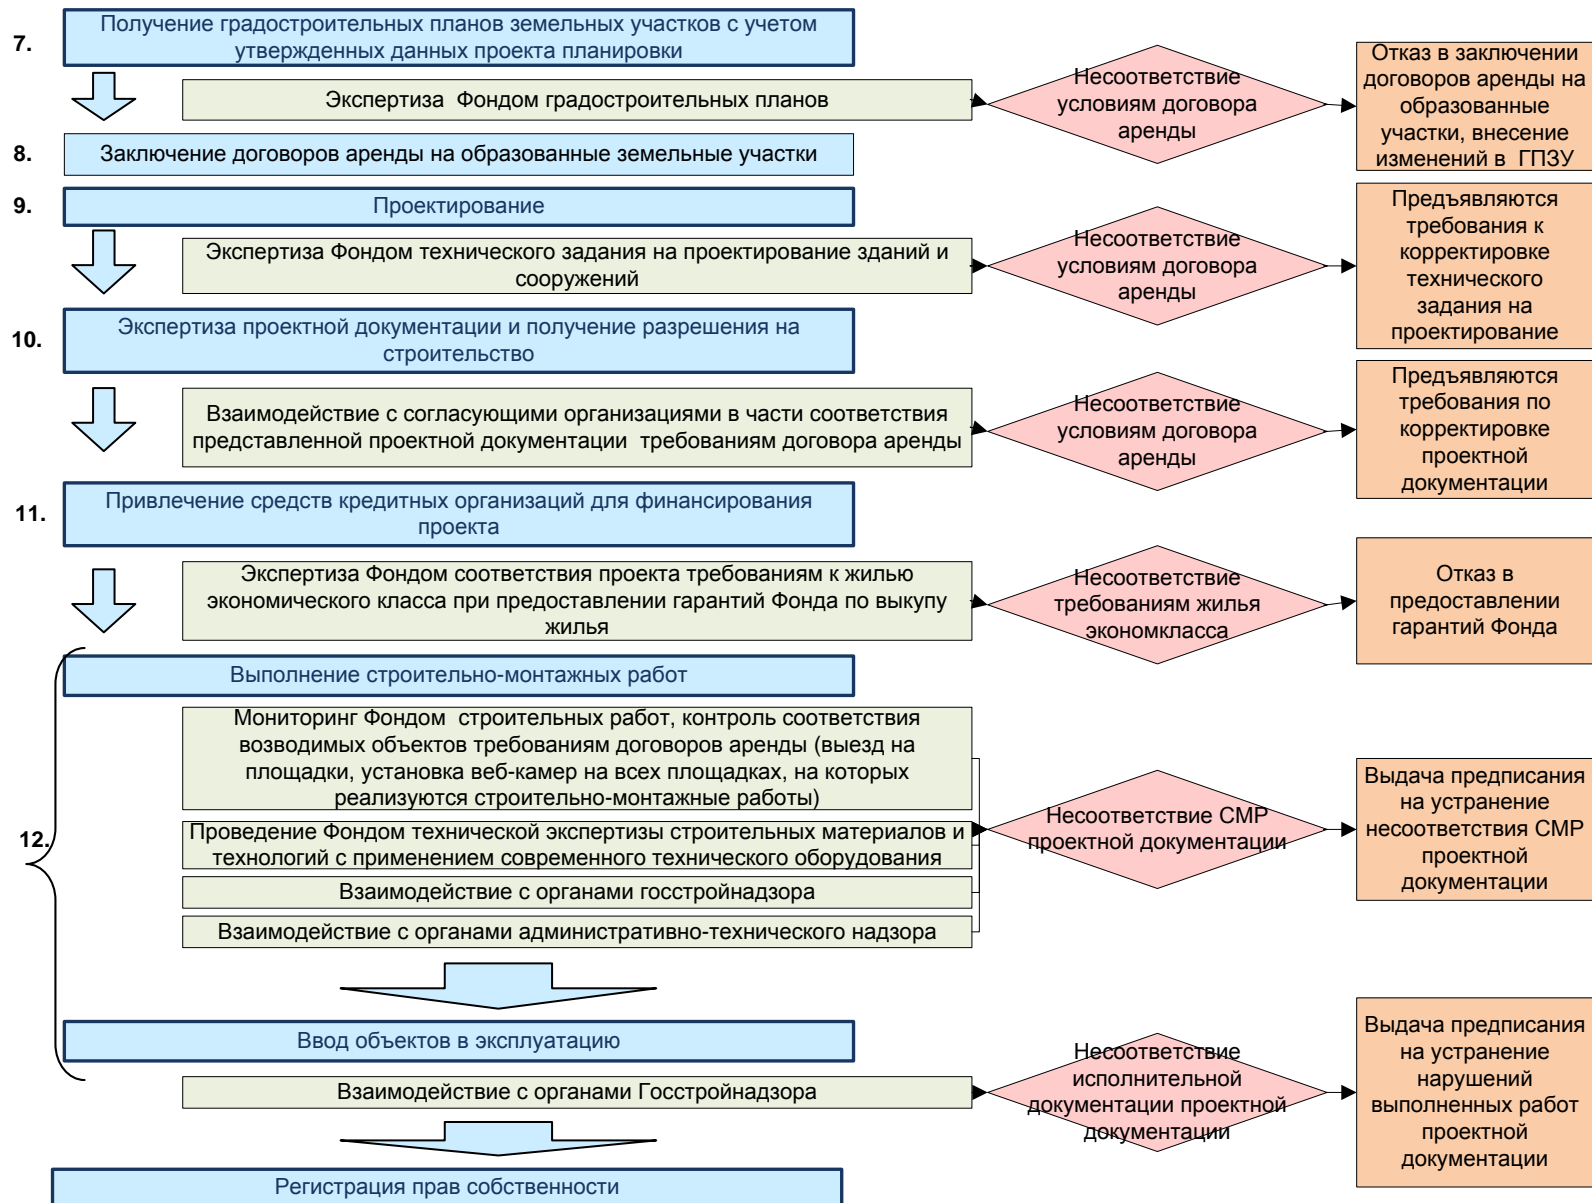 7.
Получение градостроительных планов земельных участков с учетом
утвержденных данных проекта планировки
Экспертиза  Фондом градостроительных планов
Несоответствие
условиям договора
аренды
Отказ в заключении
договоров аренды на
образованные
участки, внесение
изменений в  ГПЗУ
8.
Заключение договоров аренды на образованные земельные участки
9.
Проектирование
Экспертиза Фондом технического задания на проектирование зданий и
сооружений
Несоответствие
условиям договора
аренды
Предъявляются
требования к
корректировке
технического
задания на
проектирование
10.
Экспертиза проектной документации и получение разрешения на
строительство
Взаимодействие с согласующими организациями в части соответствия
представленной проектной документации  требованиям договора аренды
Несоответствие
условиям договора
аренды
Предъявляются
требования по
корректировке
проектной
документации
11.
Привлечение средств кредитных организаций для финансирования
проекта
Экспертиза Фондом соответствия проекта требованиям к жилью
экономического класса при предоставлении гарантий Фонда по выкупу
жилья
Несоответствие
требованиям жилья
экономкласса
Отказ в
предоставлении
гарантий Фонда
12.
Выполнение строительно-монтажных работ
Мониторинг Фондом  строительных работ, контроль соответствия
возводимых объектов требованиям договоров аренды (выезд на
площадки, установка веб-камер на всех площадках, на которых
реализуются строительно-монтажные работы)
Проведение Фондом технической экспертизы строительных материалов и
технологий с применением современного технического оборудования
Взаимодействие с органами госстройнадзора
Взаимодействие с органами административно-технического надзора
Несоответствие СМР
проектной документации
Выдача предписания
на устранение
несоответствия СМР
проектной
документации
Ввод объектов в эксплуатацию
Взаимодействие с органами Госстройнадзора
Несоответствие
исполнительной
документации проектной
документации
Выдача предписания
на устранение
нарушений
выполненных работ
проектной
документации
Регистрация прав собственности